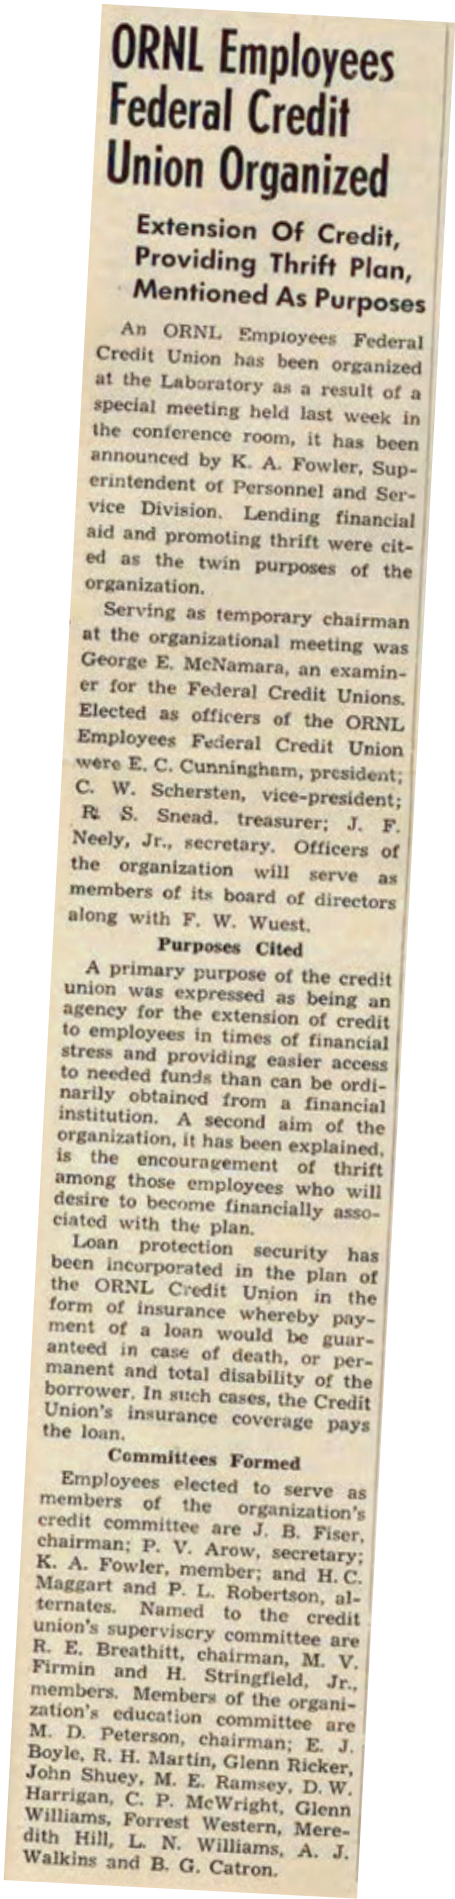 ORNL Employees
Federal Credit
Union Organized
Extension Of Credit,
Providing Thrift Plan,
Mentioned As Purposes
An ORNL Employees Federal
Credit Union has been organized
at the Laboratory as a result of a
special meeting held last week in
the conference room, it has been
announced by K. A. Fowler, Sup-
erintendent of Personnel and Ser-
vice Division. Lending financial
aid and promoting thrift were cit-
ed as the twin purposes of the
organization.
Serving as temporary chairman
at the organizational meeting was
George E. McNamara, an examin-
er for the Federal Credit Unions.
Elected as officers of the ORNL
Employees Federal Credit Union
were E. C. Cunningham, president;
C. W. Schersten, vice-president;
R. S. Snead. treasurer; J. F.
Neely, Jr., secretary. Officers of
the organization will serve as
members of its board of directors
along with F. W. Wuest.
Purposes Cited
A primary purpose of the credit
union was expressed as being an
agency for the extension of credit
to employees in times of financial
stress and providing easier access
to needed funds than can be ordi-
narily obtained from a financial
institution. A second aim of the
organization, it has been explained,
is the encouragement of thrift
among those employees who will
desire to become financially asso-
ciated with the plan.
Loan protection security has
been incorporated in the plan of
the ORNL Credit Union in the
form of insurance whereby pay-
ment of a loan would be guar-
anteed in case of death, or per-
manent and total disability of the
borrower. In such cases, the Credit
Union's insurance coverage pays
the loan.
Committees Formed
Employees elected to serve as
members of the organization's
credit committee are J. B. Fiser,
chairman; P. V. Arow, secretary;
K. A. Fowler, member; and H. C.
Maggart and P. L. Robertson, al-
ternates. Named to the credit
union's supervisory committee are
R. E. Breathitt, chairman, M. V.
Firmin and H. Stringfield, Jr.,
members. Members of the organi-
zation's education committee are
M. D. Peterson, chairman; E. J.
Boyle, R. H. Martin, Glenn Ricker,
John Shuey, M. E. Ramsey, D. W.
Harrigan, C. P. McWright, Glenn
Williams, Forrest Western, Mere-
dith Hill, L. N. Williams, A. J.
Walkins and B. G. Catron.